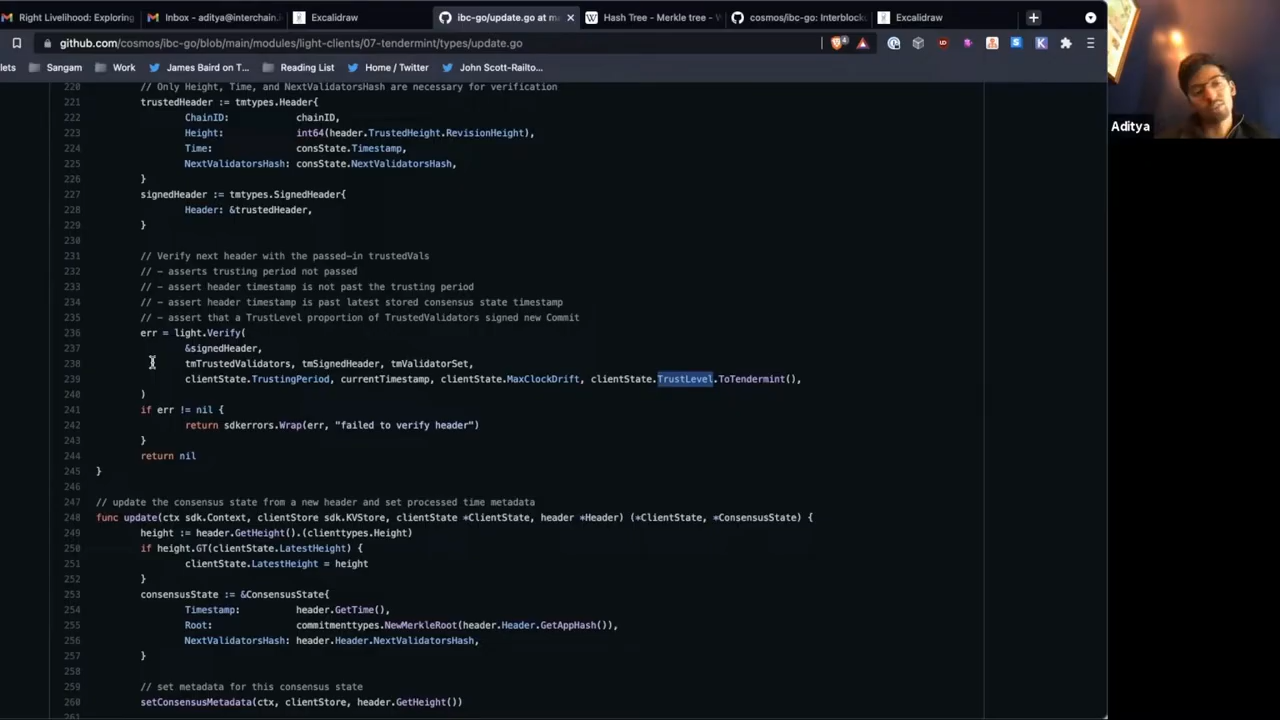 Right Livelihood: Exploring
Inbox - aditya@interchain.
Excalidraw
ibc-go/update.go at m
Hash Tree - Merkle tree - W
cosmos/ibc-go: Interblock
Excalidraw
github.com/cosmos/ibc-go/blob/main/modules/light-clients/07-tendermint/types/update.go
lets Sangam Work James Baird on T... Reading List Home / Twitter John Scott-Railto...
220 // Only Height, Time, and NextValidatorsHash are necessary for verification
221 trustedHeader := tmtypes.Header{
222 ChainID: chainID,
223 Height: int64(header.TrustedHeight.RevisionHeight),
224 Time: consState.Timestamp,
225 NextValidatorsHash: consState.NextValidatorsHash,
226 }
227 signedHeader := tmtypes.SignedHeader{
228 Header: &trustedHeader,
229 }
230
231 // Verify next header with the passed-in trustedVals
232 // - asserts trusting period not passed
233 // - assert header timestamp is not past the trusting period
234 // - assert header timestamp is past latest stored consensus state timestamp
235 // - assert that a TrustLevel proportion of TrustedValidators signed new Commit
236 err = light.Verify(
237 &signedHeader,
238 tmTrustedValidators, tmSignedHeader, tmValidatorSet,
239 clientState.TrustingPeriod, currentTimestamp, clientState.MaxClockDrift, clientState.TrustLevel.ToTendermint(),
240 )
241 if err != nil {
242 return sdkerrors.Wrap(err, "failed to verify header")
243 }
244 return nil
245 }
246
247 // update the consensus state from a new header and set processed time metadata
248 func update(ctx sdk.Context, clientStore sdk.KVStore, clientState *ClientState, header *Header) (*ClientState, *ConsensusState) {
249 height := header.GetHeight().(clienttypes.Height)
250 if height.GT(clientState.LatestHeight) {
251 clientState.LatestHeight = height
252 }
253 consensusState := &ConsensusState{
254 Timestamp: header.GetTime(),
255 Root: commitmenttypes.NewMerkleRoot(header.Header.GetAppHash()),
256 NextValidatorsHash: header.Header.NextValidatorsHash,
257 }
258
259 // set metadata for this consensus state
260 setConsensusMetadata(ctx, clientStore, header.GetHeight())
261
Aditya